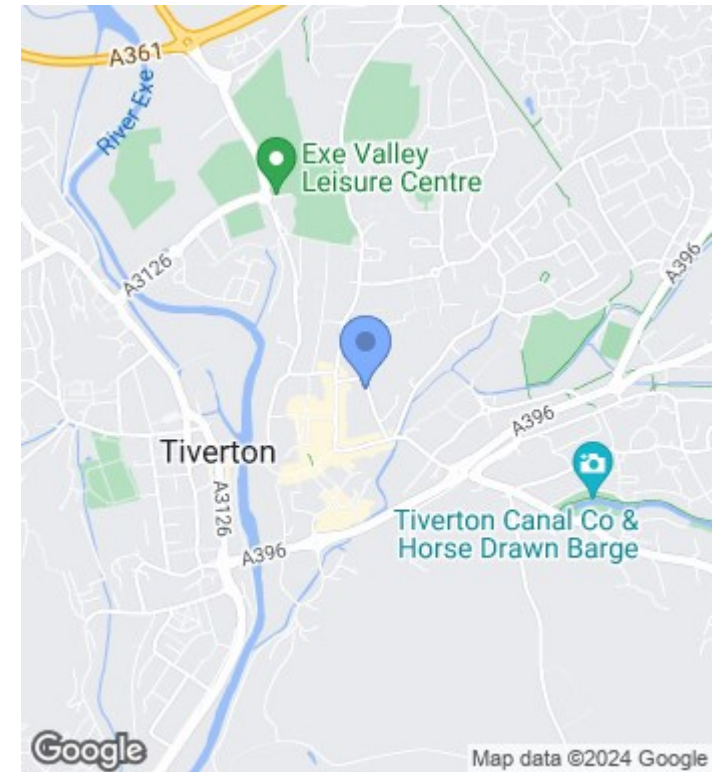 A361
River Exe
Exe Valley
Leisure Centre
A3126
A396
A396
Tiverton
A3126
Tiverton Canal Co &
Horse Drawn Barge
A396
Google
Map data ©2024 Google